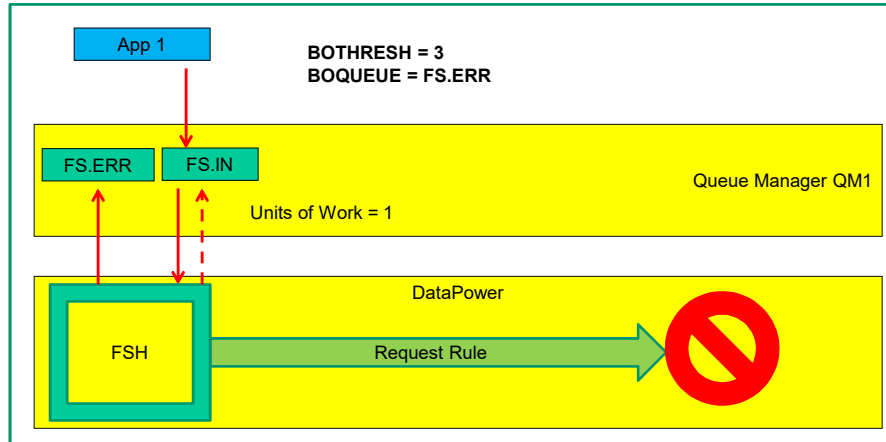 App 1
BOTHRESH = 3
BOQUEUE = FS.ERR
FS.ERR
FS.IN
Queue Manager QM1
Units of Work = 1
DataPower
FSH
Request Rule